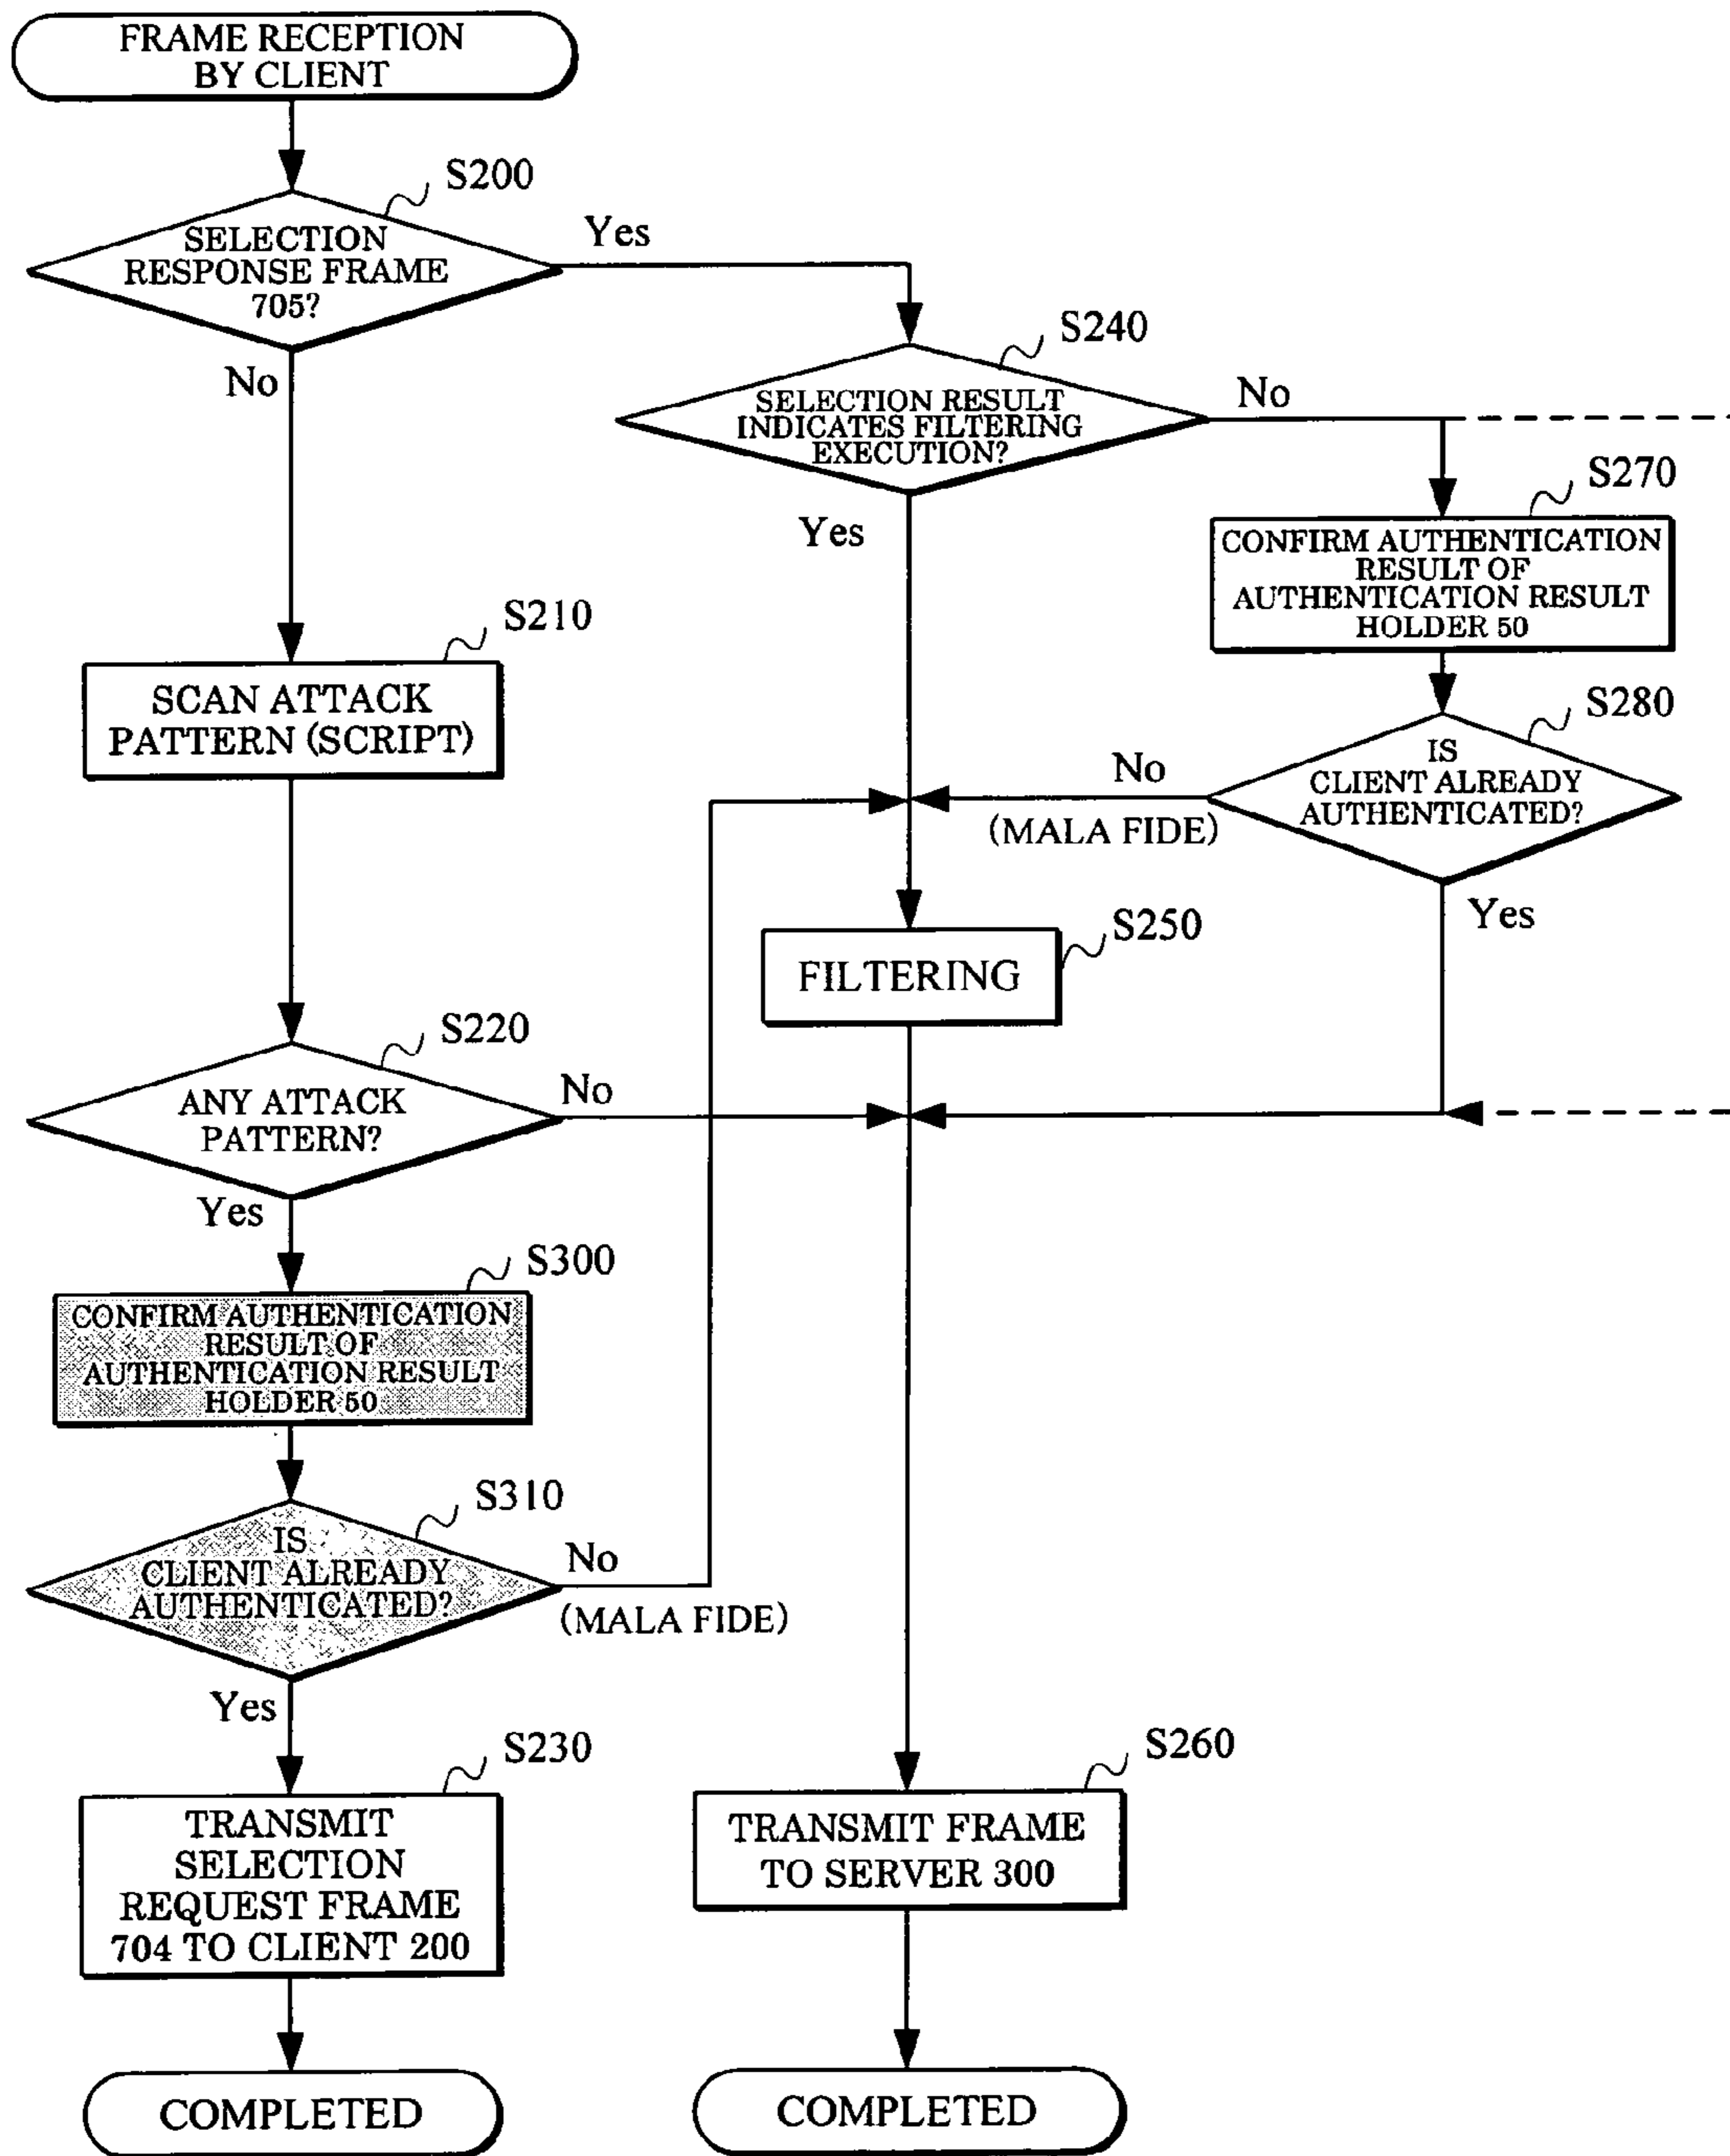 FRAME RECEPTION
BY CLIENT
S200
SELECTION
RESPONSE FRAME
705?
Yes
No
S240
SELECTION RESULT
INDICATES FILTERING
EXECUTION?
No
Yes
S270
CONFIRM AUTHENTICATION
RESULT OF
AUTHENTICATION RESULT
HOLDER 50
S210
SCAN ATTACK
PATTERN (SCRIPT)
S280
IS
CLIENT ALREADY
AUTHENTICATED?
No
(MALA FIDE)
Yes
S250
FILTERING
S220
ANY ATTACK
PATTERN?
No
Yes
S300
CONFIRM AUTHENTICATION
RESULT OF
AUTHENTICATION RESULT
HOLDER 50
S310
IS
CLIENT ALREADY
AUTHENTICATED?
No
(MALA FIDE)
Yes
S230
TRANSMIT
SELECTION
REQUEST FRAME
704 TO CLIENT 200
S260
TRANSMIT FRAME
TO SERVER 300
COMPLETED
COMPLETED